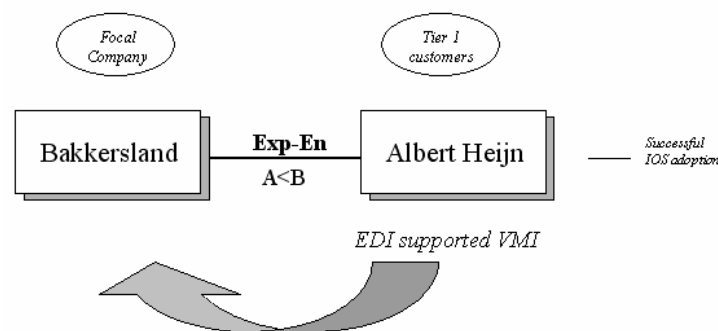 Focal
Company
Tier 1
customers
Bakkersland
Exp-En
A<B
Albert Heijn
Successful
IOS adoption
EDI supported VMI